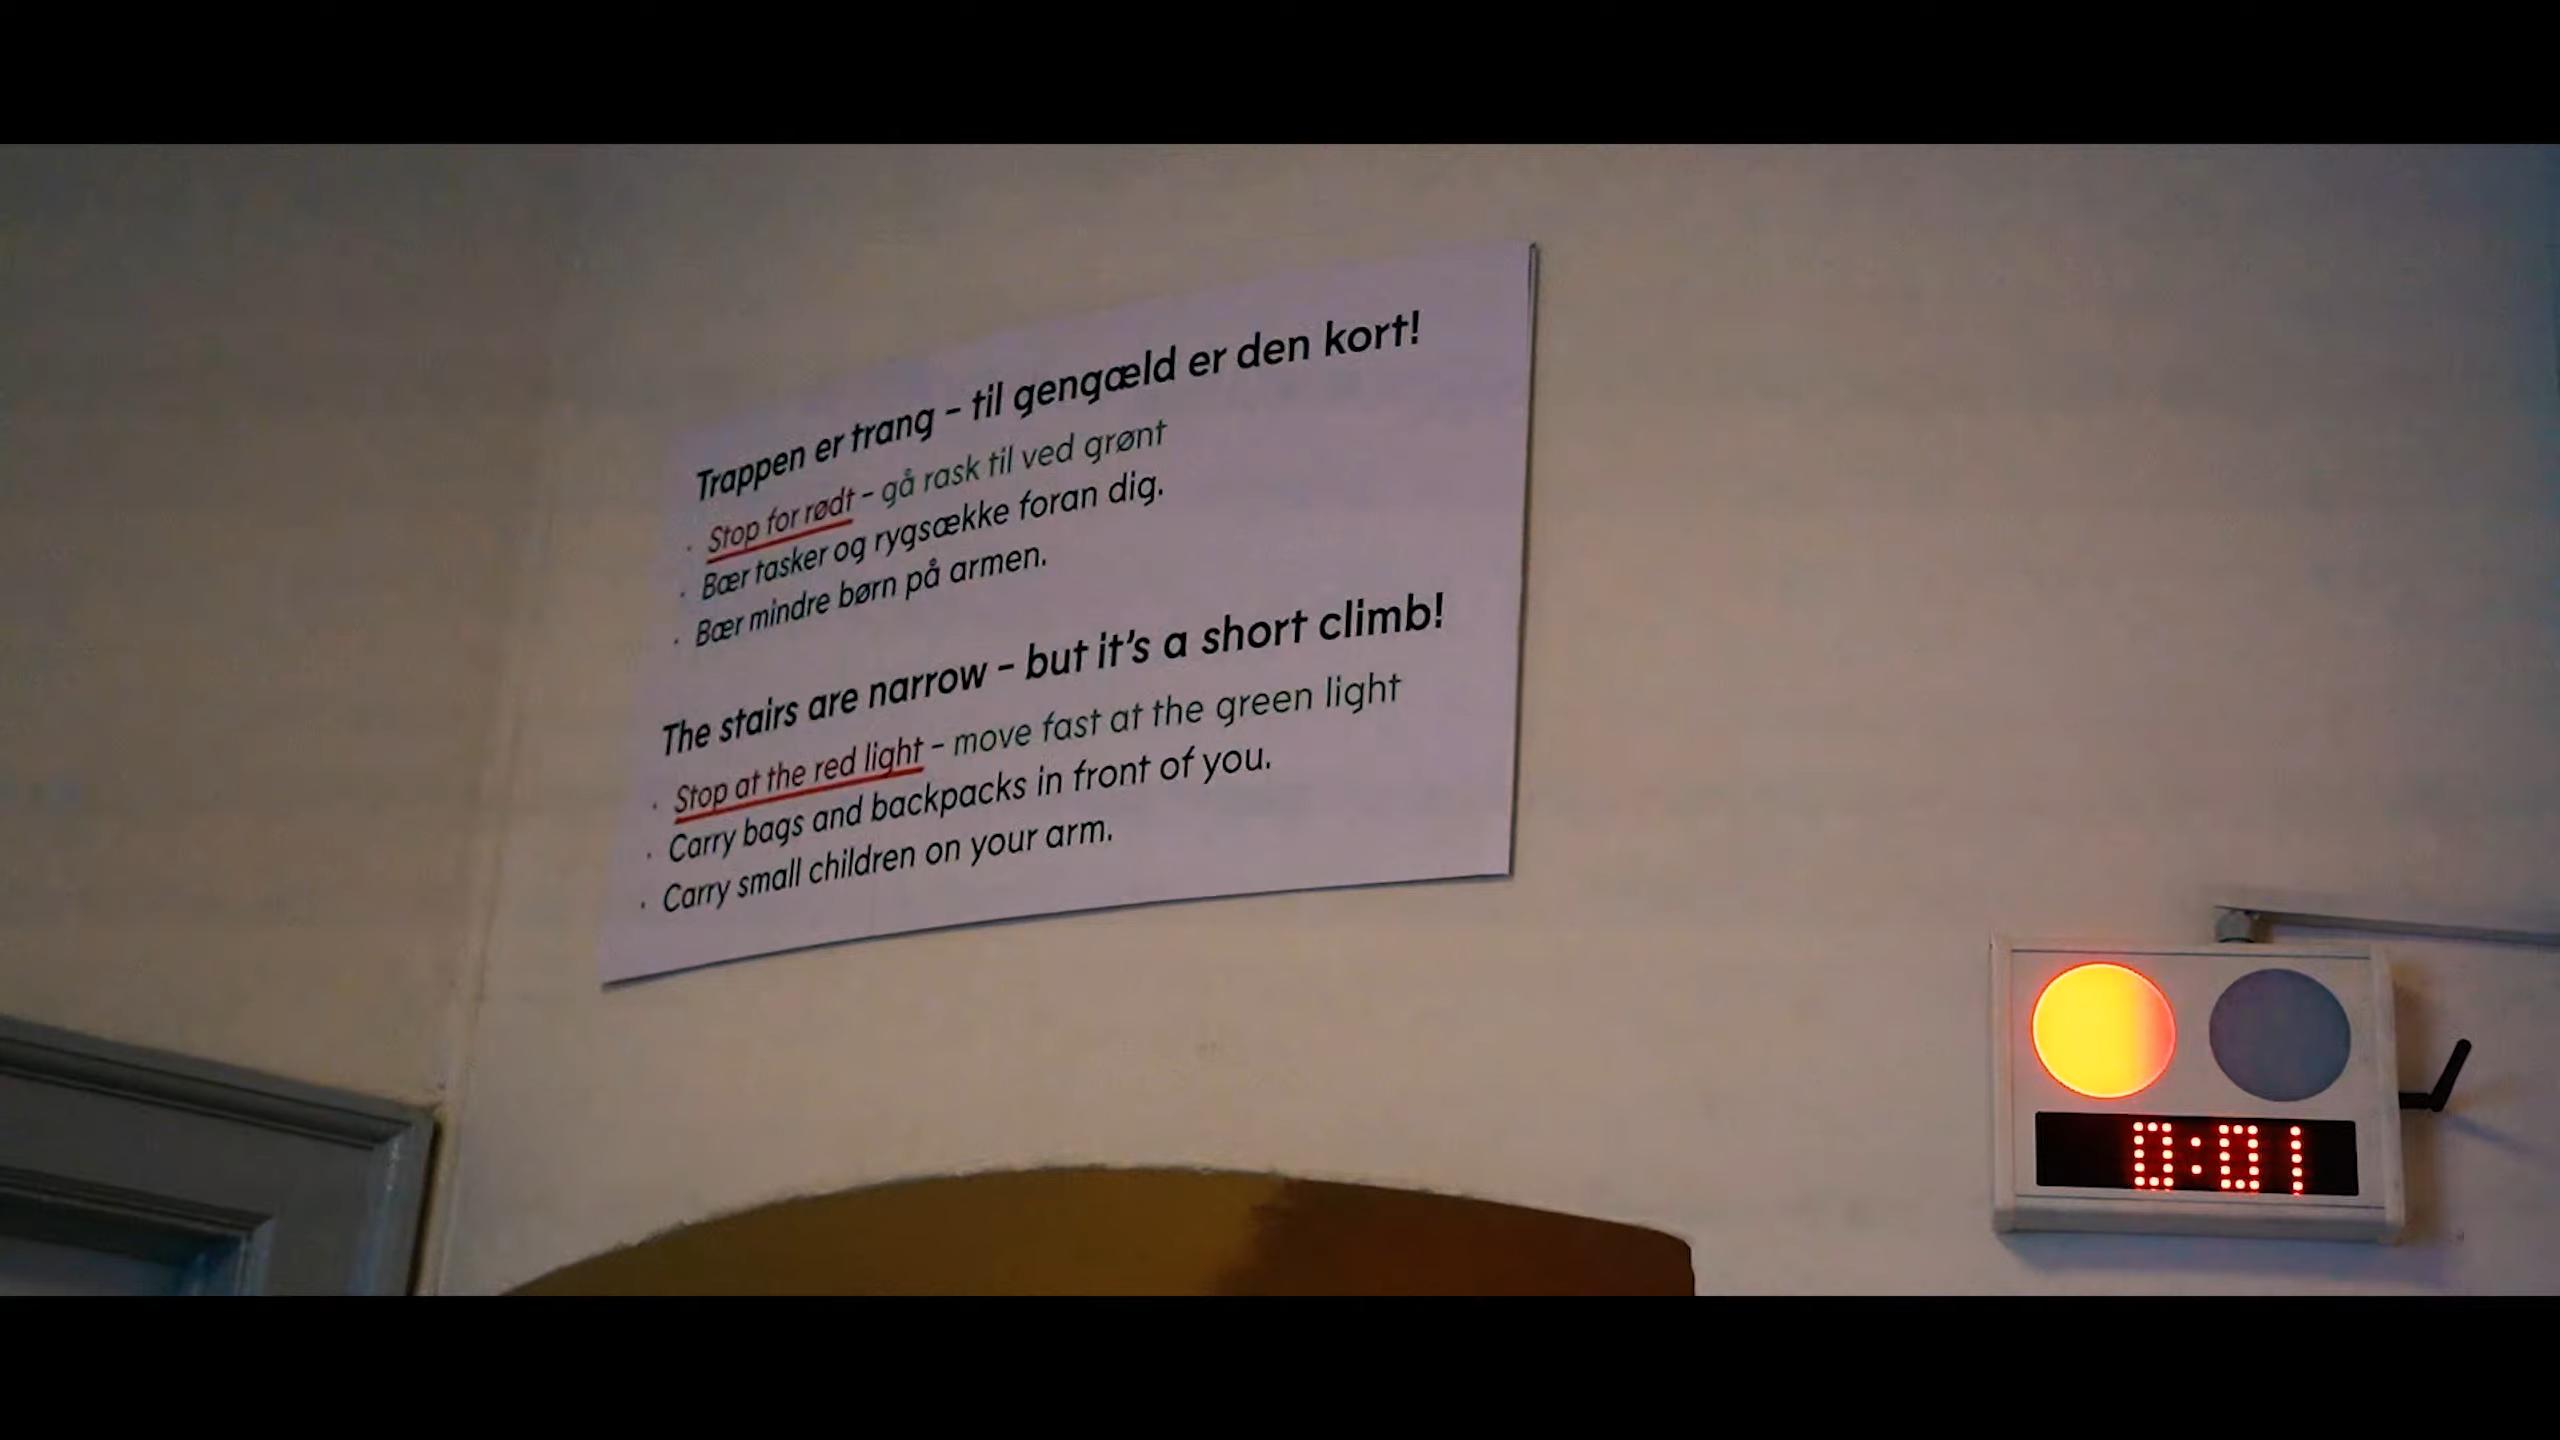 Trappen er trang - til gengæld er den kort!
· Stop for rødt - gå rask til ved grønt
· Bær tasker og rygsække foran dig.
· Bær mindre børn på armen.
The stairs are narrow - but it's a short climb!
· Stop at the red light - move fast at the green light
· Carry bags and backpacks in front of you.
· Carry small children on your arm.
0:01